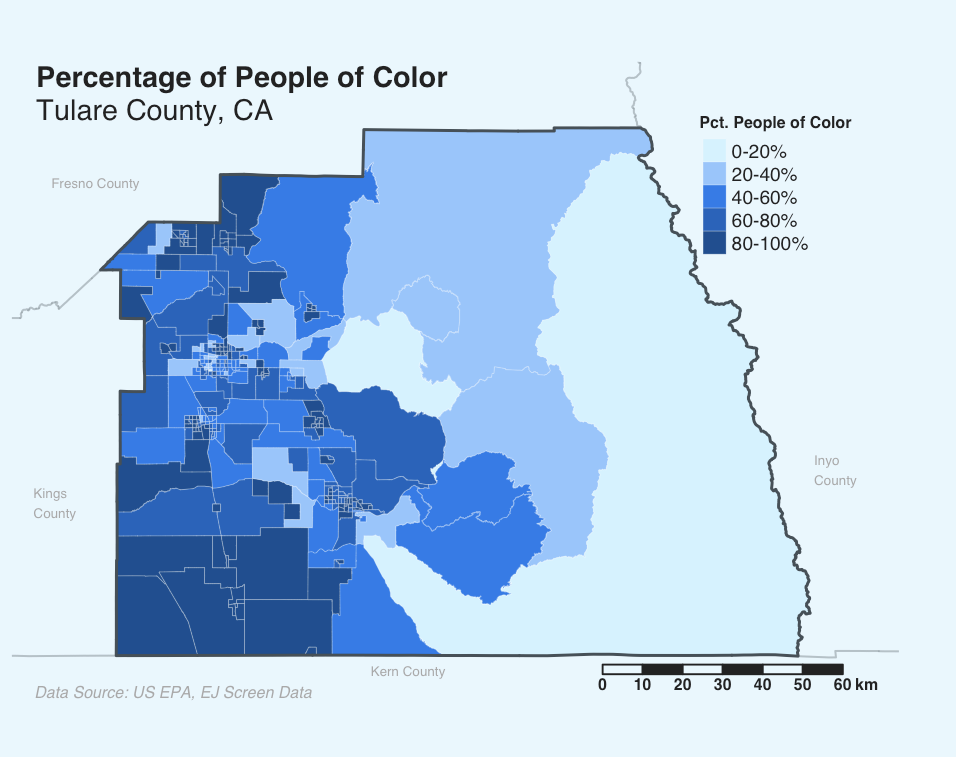 Percentage of People of Color
Tulare County, CA
Pct. People of Color
0-20%
20-40%
40-60%
60-80%
80-100%
Fresno County
Inyo
County
Kings
County
Kern County
0 10 20 30 40 50 60 km
Data Source: US EPA, EJ Screen Data